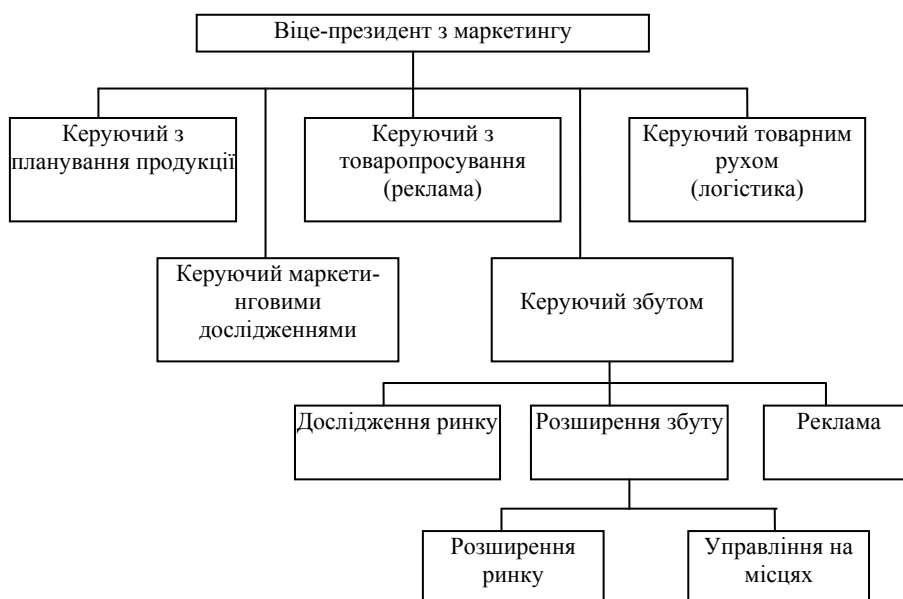 Віце-президент з маркетингу
Керуючий з
планування продукції
Керуючий з
товаропросування
(реклама)
Керуючий товарним
рухом
(логістика)
Керуючий маркети-
нговими
дослідженнями
Керуючий збутом
Дослідження ринку
Розширення збуту
Реклама
Розширення
ринку
Управління на
місцях